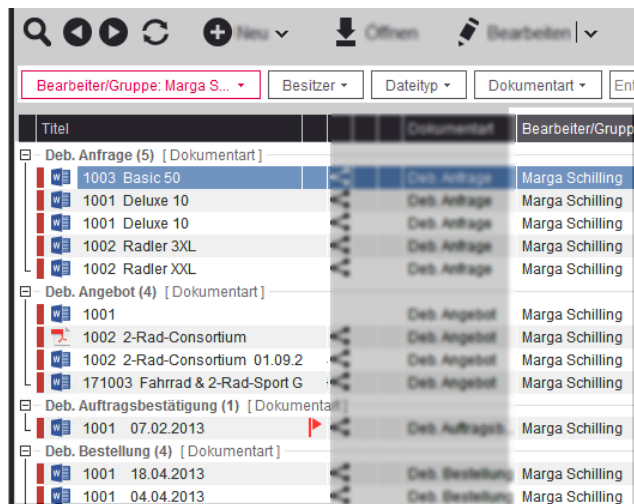 Neu Öffnen Bearbeiten
Bearbeiter/Gruppe: Marga S... Besitzer Dateityp Dokumentart Ent
Titel Dokumentart Bearbeiter/Grupp
Deb. Anfrage (5) [ Dokumentart ]
1003 Basic 50 Deb. Anfrage Marga Schilling
1001 Deluxe 10 Deb. Anfrage Marga Schilling
1001 Deluxe 10 Deb. Anfrage Marga Schilling
1002 Radler 3XL Deb. Anfrage Marga Schilling
1002 Radler XXL Deb. Anfrage Marga Schilling
Deb. Angebot (4) [ Dokumentart ]
1001 Deb. Angebot Marga Schilling
1002 2-Rad-Consortium Deb. Angebot Marga Schilling
1002 2-Rad-Consortium 01.09.2 Deb. Angebot Marga Schilling
171003 Fahrrad & 2-Rad-Sport G Deb. Angebot Marga Schilling
Deb. Auftragsbestätigung (1) [ Dokumentart ]
1001 07.02.2013 Deb. Auftragsb... Marga Schilling
Deb. Bestellung (4) [ Dokumentart ]
1001 18.04.2013 Deb. Bestellung Marga Schilling
1001 04.04.2013 Deb. Bestellung Marga Schilling